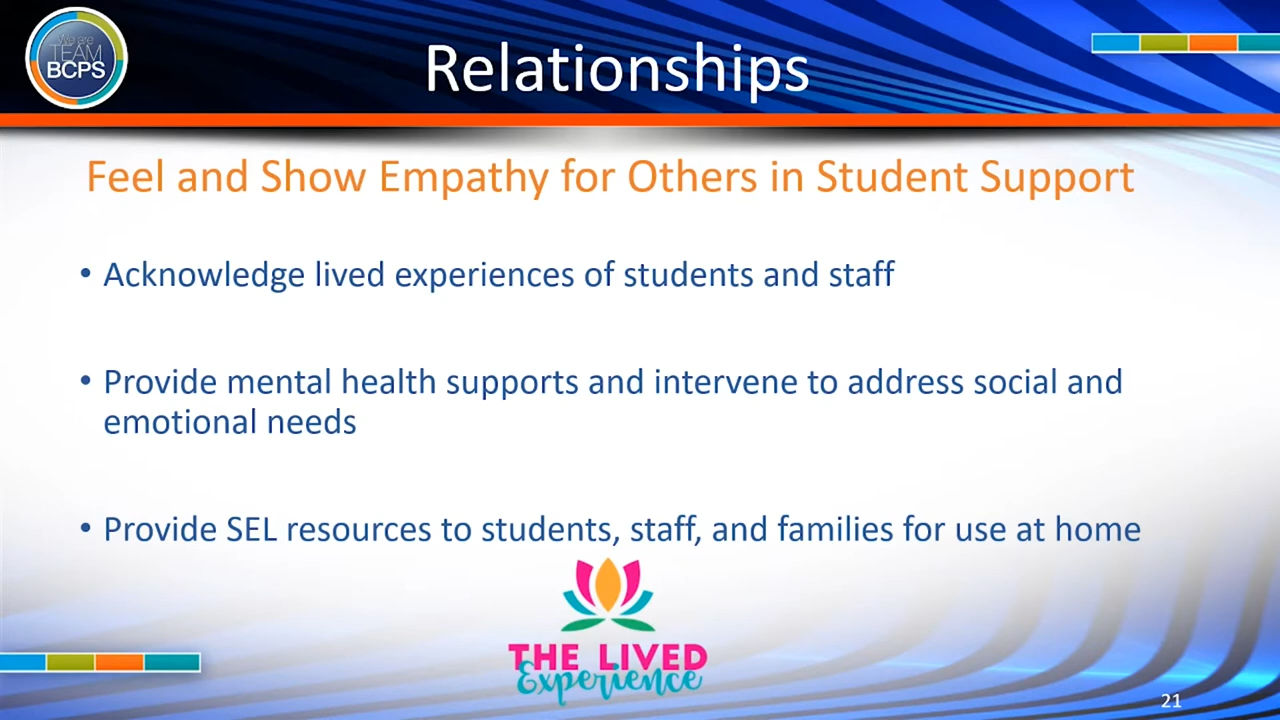 We are
TEAM
BCPS
Relationships
Feel and Show Empathy for Others in Student Support
• Acknowledge lived experiences of students and staff
• Provide mental health supports and intervene to address social and
emotional needs
• Provide SEL resources to students, staff, and families for use at home
THE LIVED
Experience
21